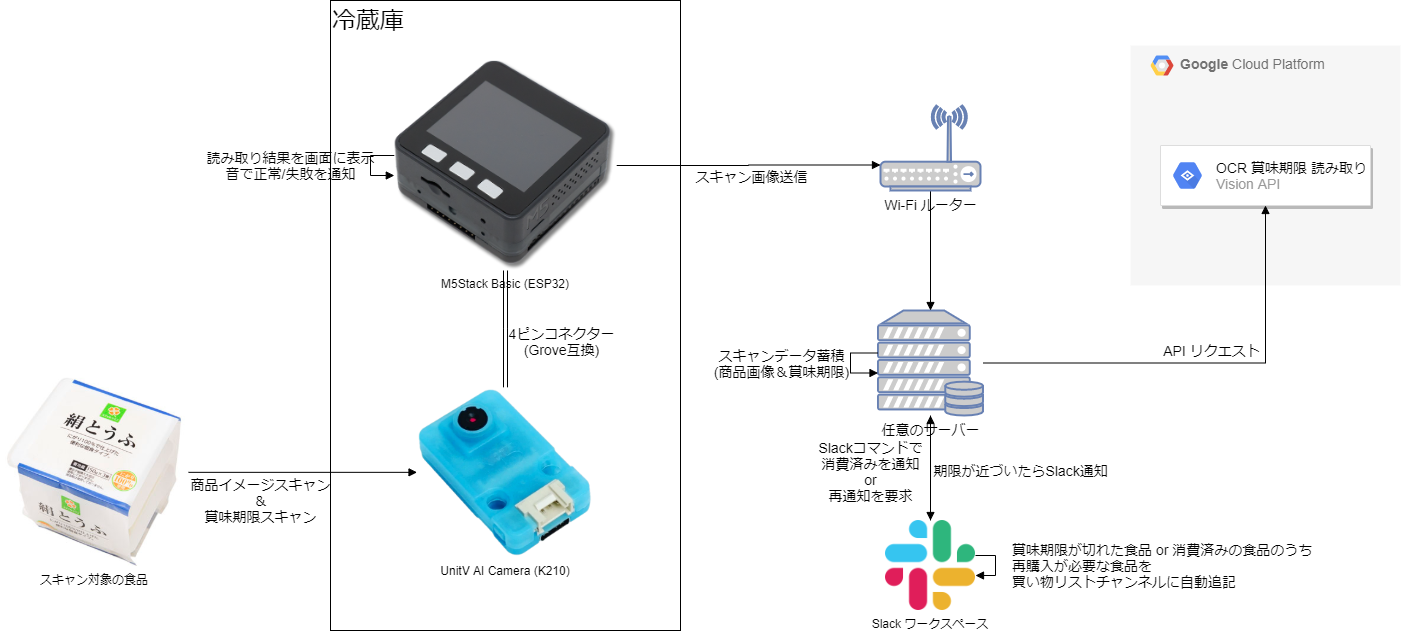 冷蔵庫
読み取り結果を画面に表示
音で正常/失敗を通知
M5Stack Basic (ESP32)
4ピンコネクター
(Grove互換)
UnitV AI Camera (K210)
絹とうふ
絹とうふ
スキャン対象の食品
商品イメージスキャン
&
賞味期限スキャン
スキャン画像送信
Wi-Fi ルーター
Google Cloud Platform
OCR 賞味期限 読み取り
Vision API
API リクエスト
スキャンデータ蓄積
(商品画像＆賞味期限)
任意のサーバー
Slackコマンドで
消費済みを通知
or
再通知を要求
期限が近づいたらSlack通知
賞味期限が切れた食品 or 消費済みの食品のうち
再購入が必要な食品を
買い物リストチャンネルに自動追記
Slack ワークスペース